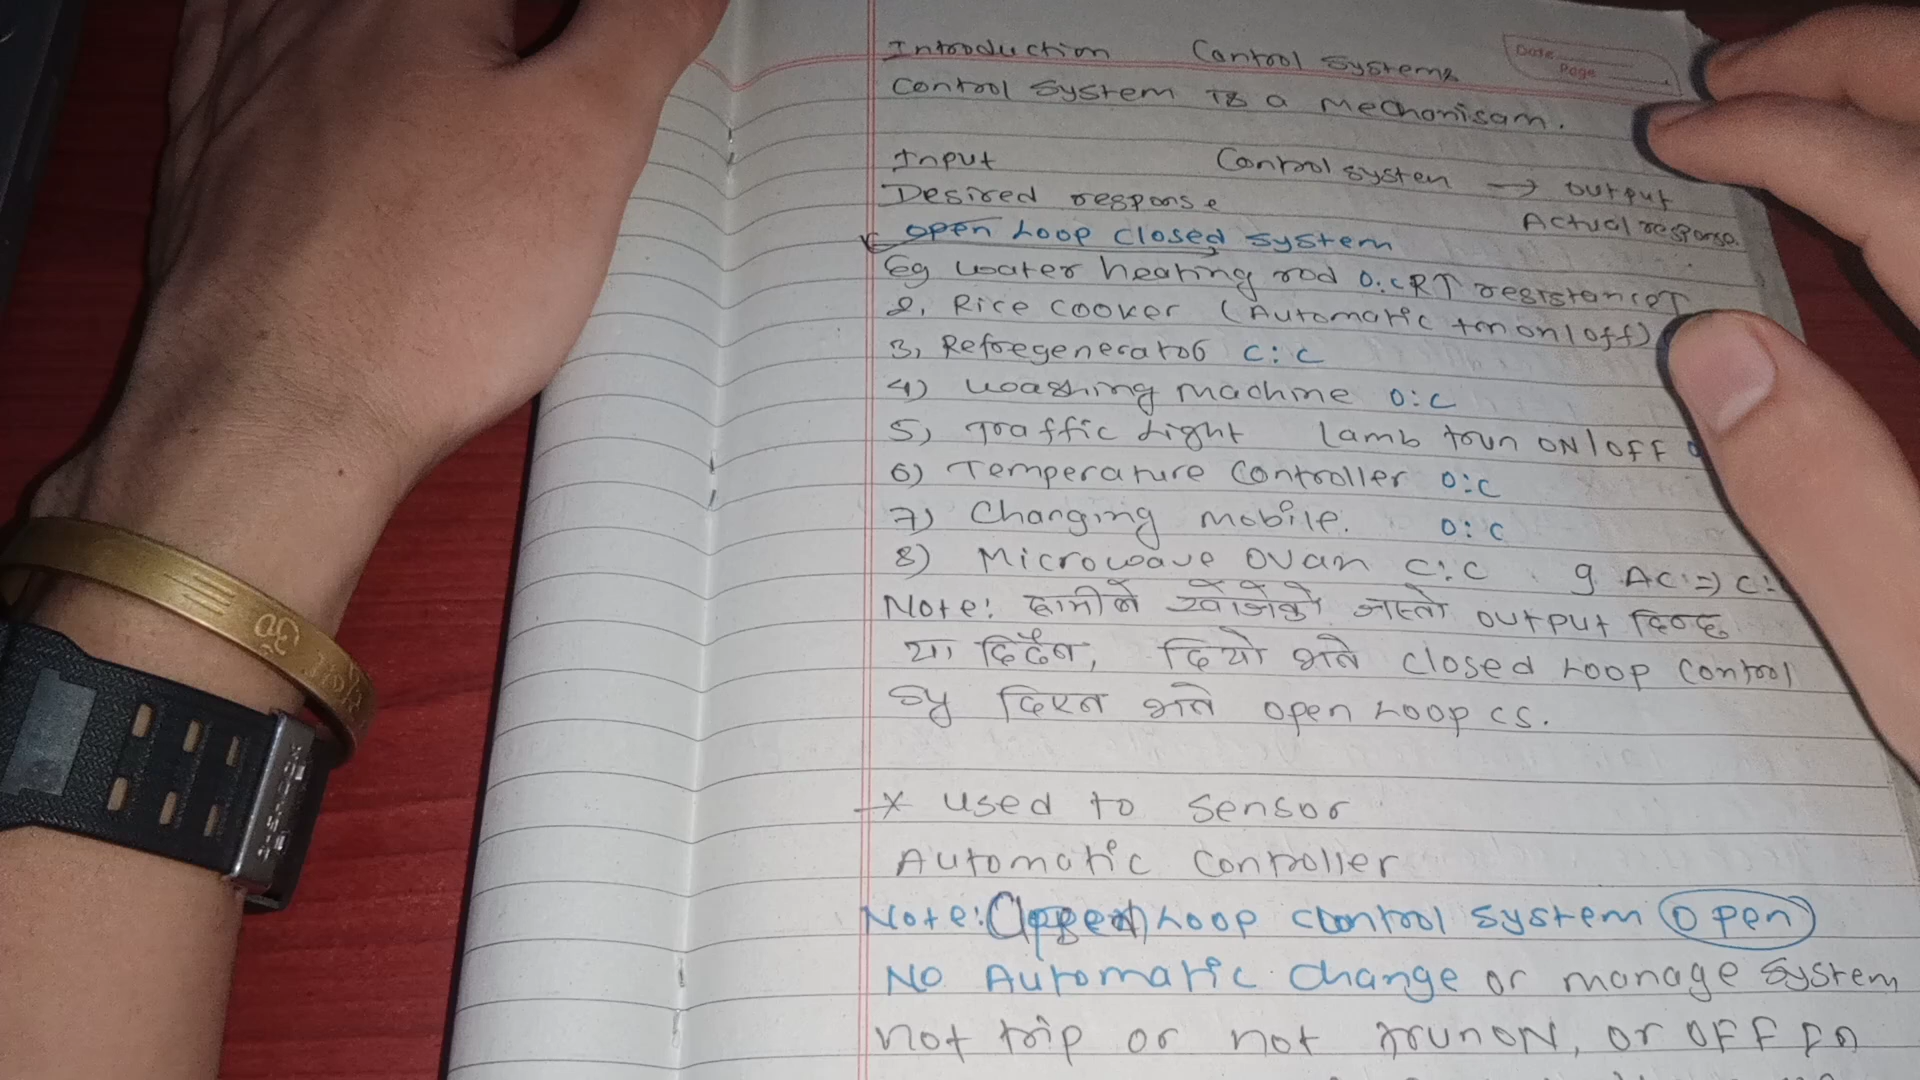 Introduction Control Systems
Date
Page
Control System is a mechanisam.
Input Control system → output
Desired response Actual response
open Loop closed system
Eg water heating rod O.C RT resistance↑
2, Rice cooker (Automatic on/off)
3, Refregenerator C:C
4) washing machine O:C
5) Traffic Light Lamb turn ON/OFF
6) Temperature Controller O:C
7) Charging mobile. O:C
8) Microwave Ovan C:C 9 AC => C:
Note: हामीले खोजेको जास्तो output दिन्छ
या दिदैन, दियो भने closed Loop control
sy दिएन भने open Loop cs.
used to sensor
Automatic controller
Note: Loop control system open
No Automatic change or manage system
not trip or not turn ON, or OFF In